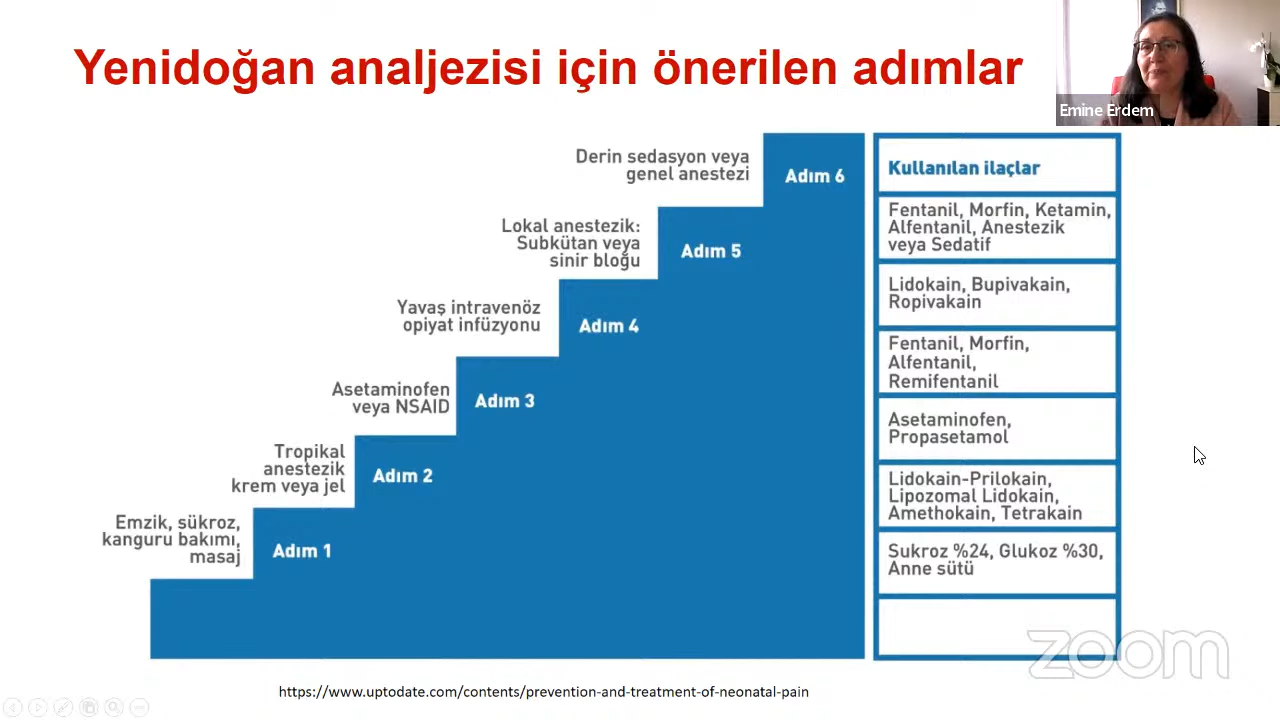 Yenidoğan analjezisi için önerilen adımlar
Emine Erdem
Derin sedasyon veya
genel anestezi
Adım 6
Lokal anestezik:
Subkütan veya
sinir bloğu
Adım 5
Yavaş intravenöz
opiyat infüzyonu
Adım 4
Asetaminofen
veya NSAID
Adım 3
Tropikal
anestezik
krem veya jel
Adım 2
Emzik, sükroz,
kanguru bakımı,
masaj
Adım 1
Kullanılan ilaçlar
Fentanil, Morfin, Ketamin,
Alfentanil, Anestezik
veya Sedatif
Lidokain, Bupivakain,
Ropivakain
Fentanil, Morfin,
Alfentanil,
Remifentanil
Asetaminofen,
Propasetamol
Lidokain-Prilokain,
Lipozomal Lidokain,
Amethokain, Tetrakain
Sukroz %24, Glukoz %30,
Anne sütü
zoom
https://www.uptodate.com/contents/prevention-and-treatment-of-neonatal-pain